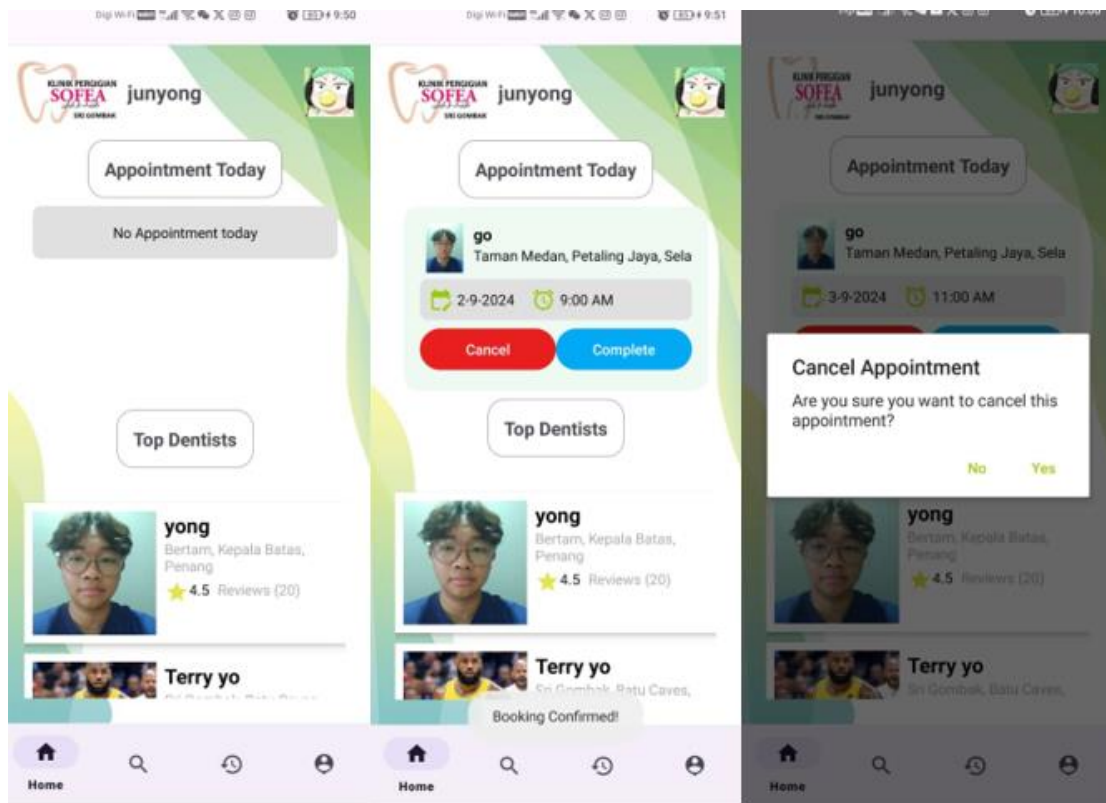 Digi Wi-Fi 85 9:50
KLINIK PERGIGIAN
SOFEA
SRI GOMBAK
junyong
Appointment Today
No Appointment today
Top Dentists
yong
Bertam, Kepala Batas,
Penang
4.5 Reviews (20)
Terry yo
Home
Digi Wi-Fi 85 9:51
KLINIK PERGIGIAN
SOFEA
SRI GOMBAK
junyong
Appointment Today
go
Taman Medan, Petaling Jaya, Sela
2-9-2024 9:00 AM
Cancel Complete
Top Dentists
yong
Bertam, Kepala Batas,
Penang
4.5 Reviews (20)
Terry yo
Sri Gombak, Batu Caves,
Booking Confirmed!
Home
KLINIK PERGIGIAN
SOFEA
SRI GOMBAK
junyong
Appointment Today
go
Taman Medan, Petaling Jaya, Sela
3-9-2024 11:00 AM
Cancel Appointment
Are you sure you want to cancel this
appointment?
No Yes
yong
Bertam, Kepala Batas,
Penang
4.5 Reviews (20)
Terry yo
Sri Gombak, Batu Caves,
Home